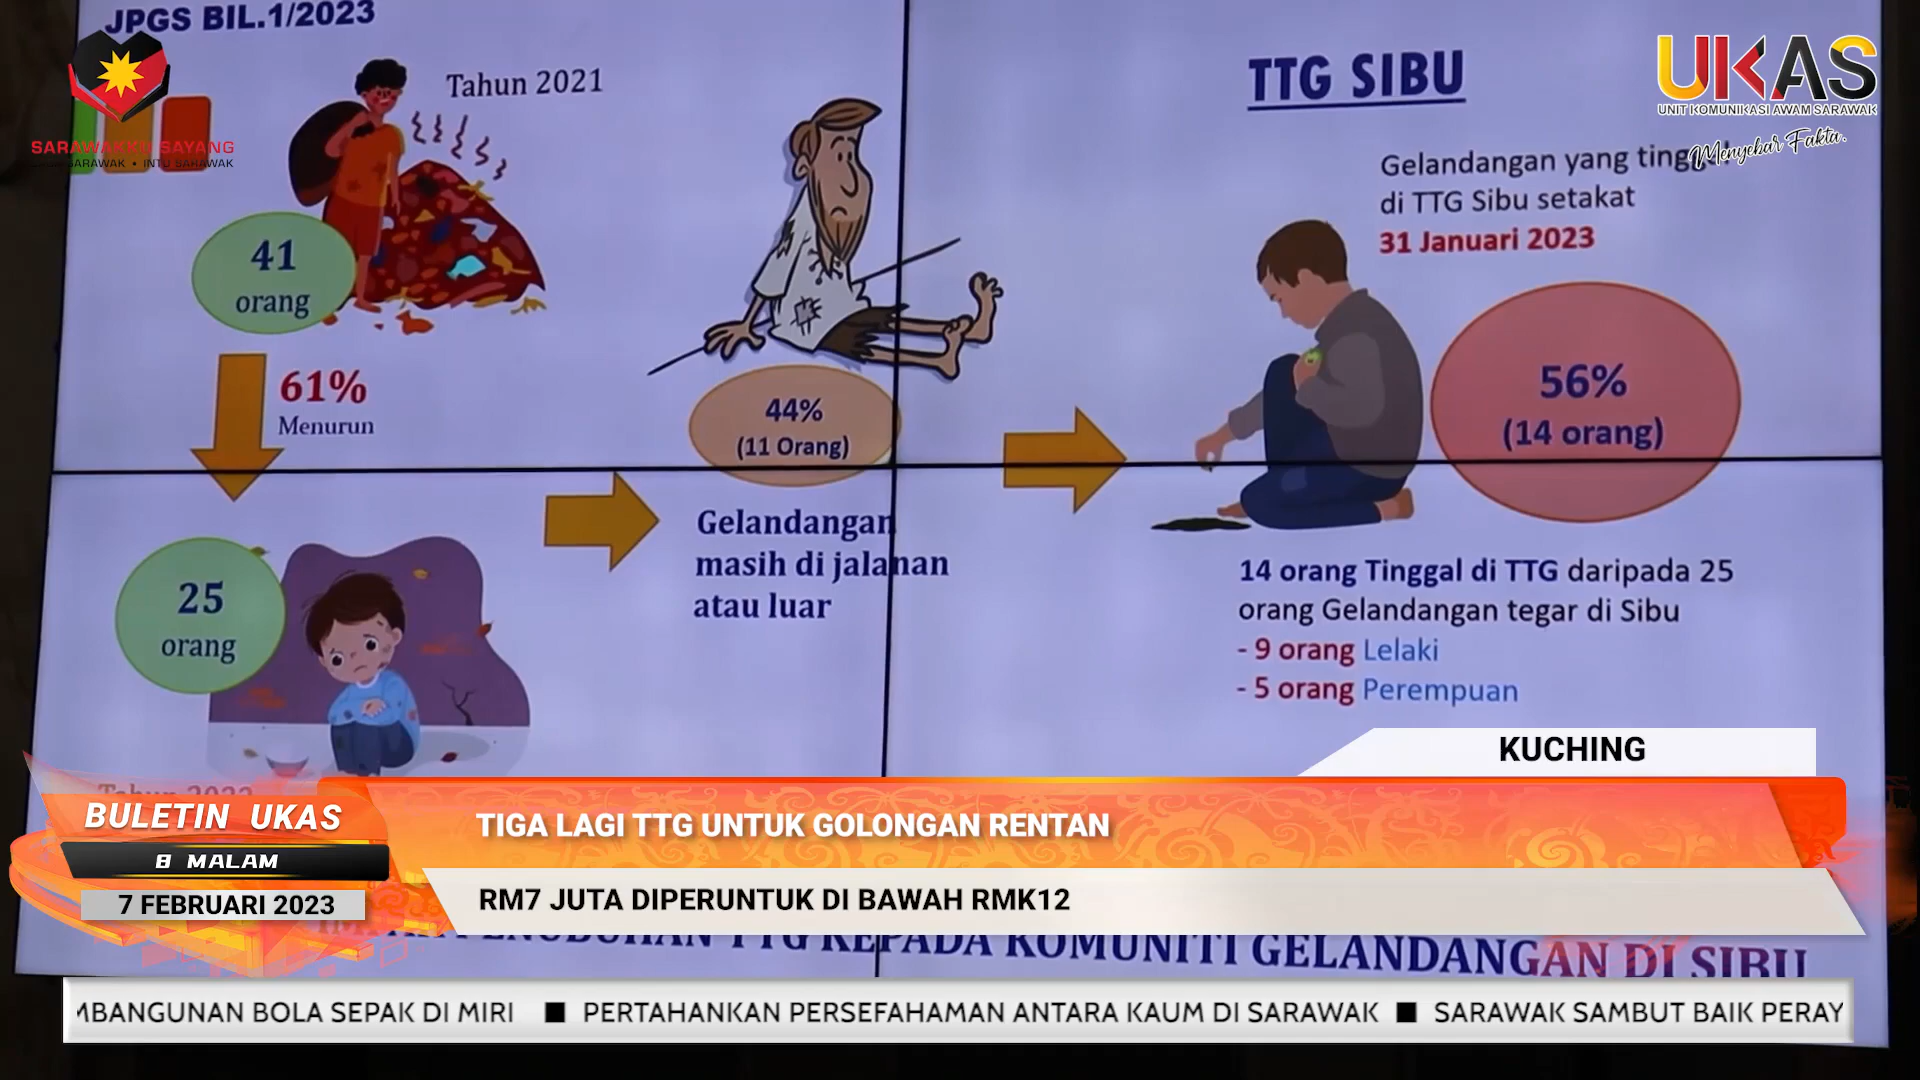 JPGS BIL.1/2023
SARAWAKKU SAYANG
SARAWAK • INTU SARAWAK
Tahun 2021
41
orang
61%
Menurun
25
orang
44%
(11 Orang)
Gelandangan
masih di jalanan
atau luar
TTG SIBU
UKAS
UNIT KOMUNIKASI AWAM SARAWAK
Menyebar Fakta.
Gelandangan yang
di TTG Sibu setakat
31 Januari 2023
56%
(14 orang)
14 orang Tinggal di TTG daripada 25
orang Gelandangan tegar di Sibu
- 9 orang Lelaki
- 5 orang Perempuan
KUCHING
BULETIN UKAS
8 MALAM
7 FEBRUARI 2023
TIGA LAGI TTG UNTUK GOLONGAN RENTAN
RM7 JUTA DIPERUNTUK DI BAWAH RMK12
TTG KEPADA KOMUNITI GELANDANGAN DI SIBU
MBANGUNAN BOLA SEPAK DI MIRI ■ PERTAHANKAN PERSEFAHAMAN ANTARA KAUM DI SARAWAK ■ SARAWAK SAMBUT BAIK PERAY